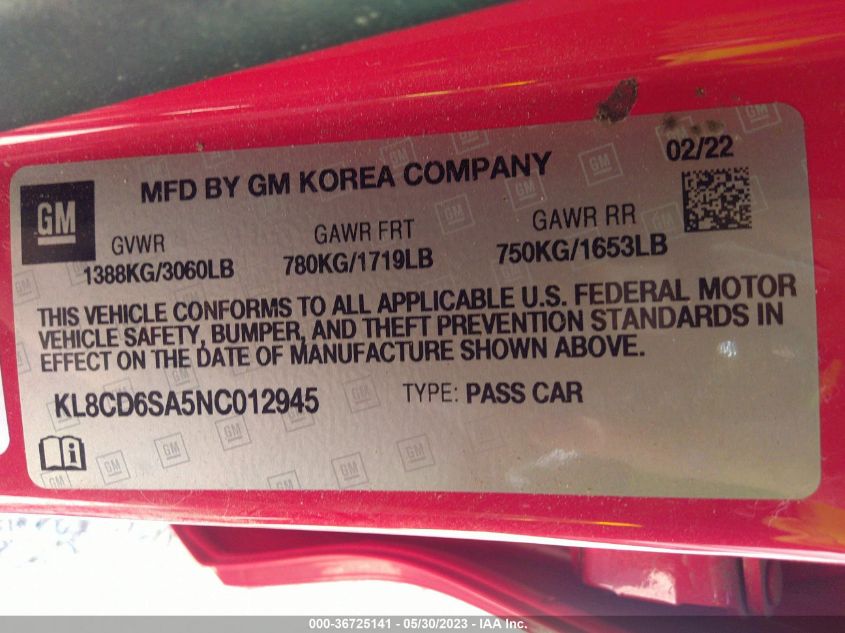 GM
MFD BY GM KOREA COMPANY
02/22
GVWR
1388KG/3060LB
GAWR FRT
780KG/1719LB
GAWR RR
750KG/1653LB
THIS VEHICLE CONFORMS TO ALL APPLICABLE U.S. FEDERAL MOTOR
VEHICLE SAFETY, BUMPER, AND THEFT PREVENTION STANDARDS IN
EFFECT ON THE DATE OF MANUFACTURE SHOWN ABOVE.
KL8CD6SA5NC012945
TYPE: PASS CAR
000-36725141 - 05/30/2023 - IAA Inc.